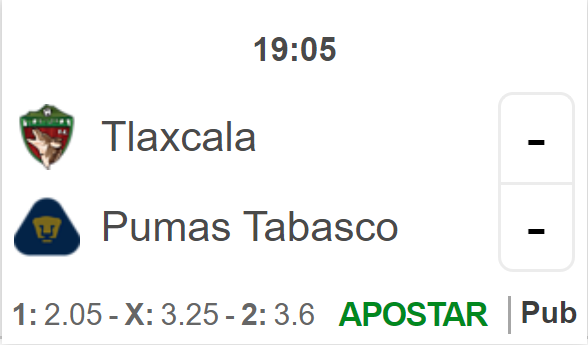 19:05
Tlaxcala -
Pumas Tabasco -
1: 2.05 - X: 3.25 - 2: 3.6 APOSTAR | Pub